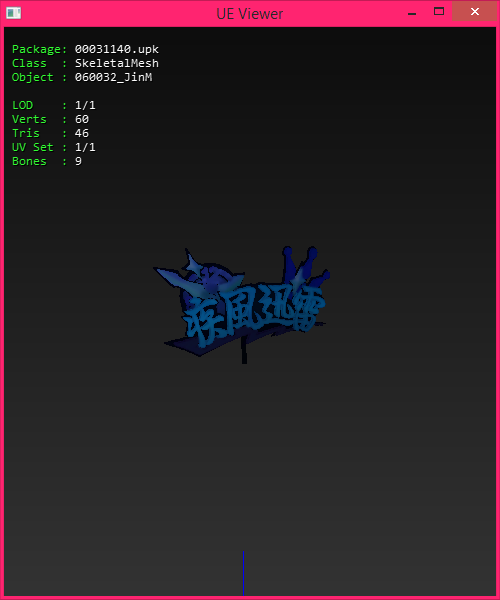 UE Viewer
Package: 00031140.upk
Class : SkeletalMesh
Object : 060032_JinM
LOD : 1/1
Verts : 60
Tris : 46
UV Set : 1/1
Bones : 9
疾風迅雷